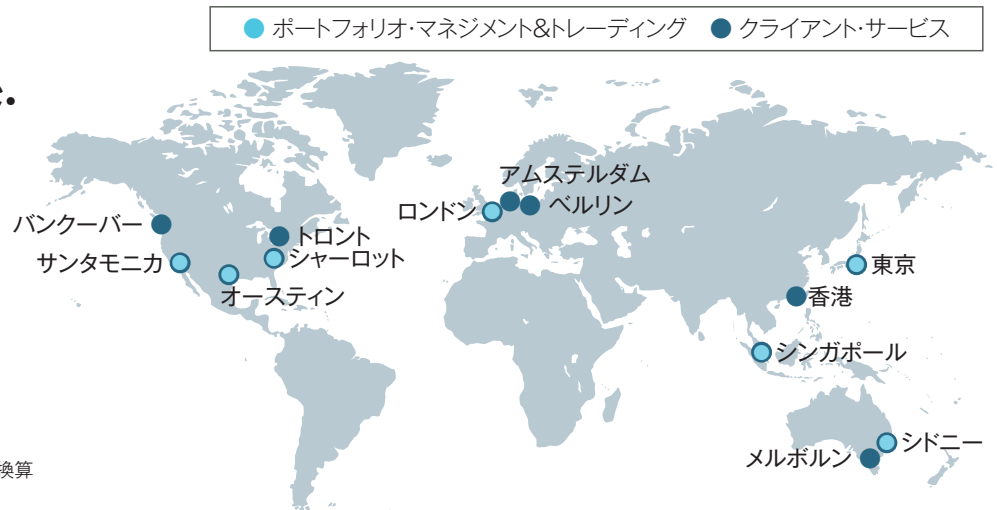 ポートフォリオ・マネジメント&トレーディング
クライアント・サービス
アムステルダム
ロンドン
ベルリン
バンクーバー
トロント
サンタモニカ
シャーロット
東京
オースティン
香港
シンガポール
シドニー
メルボルン
換算